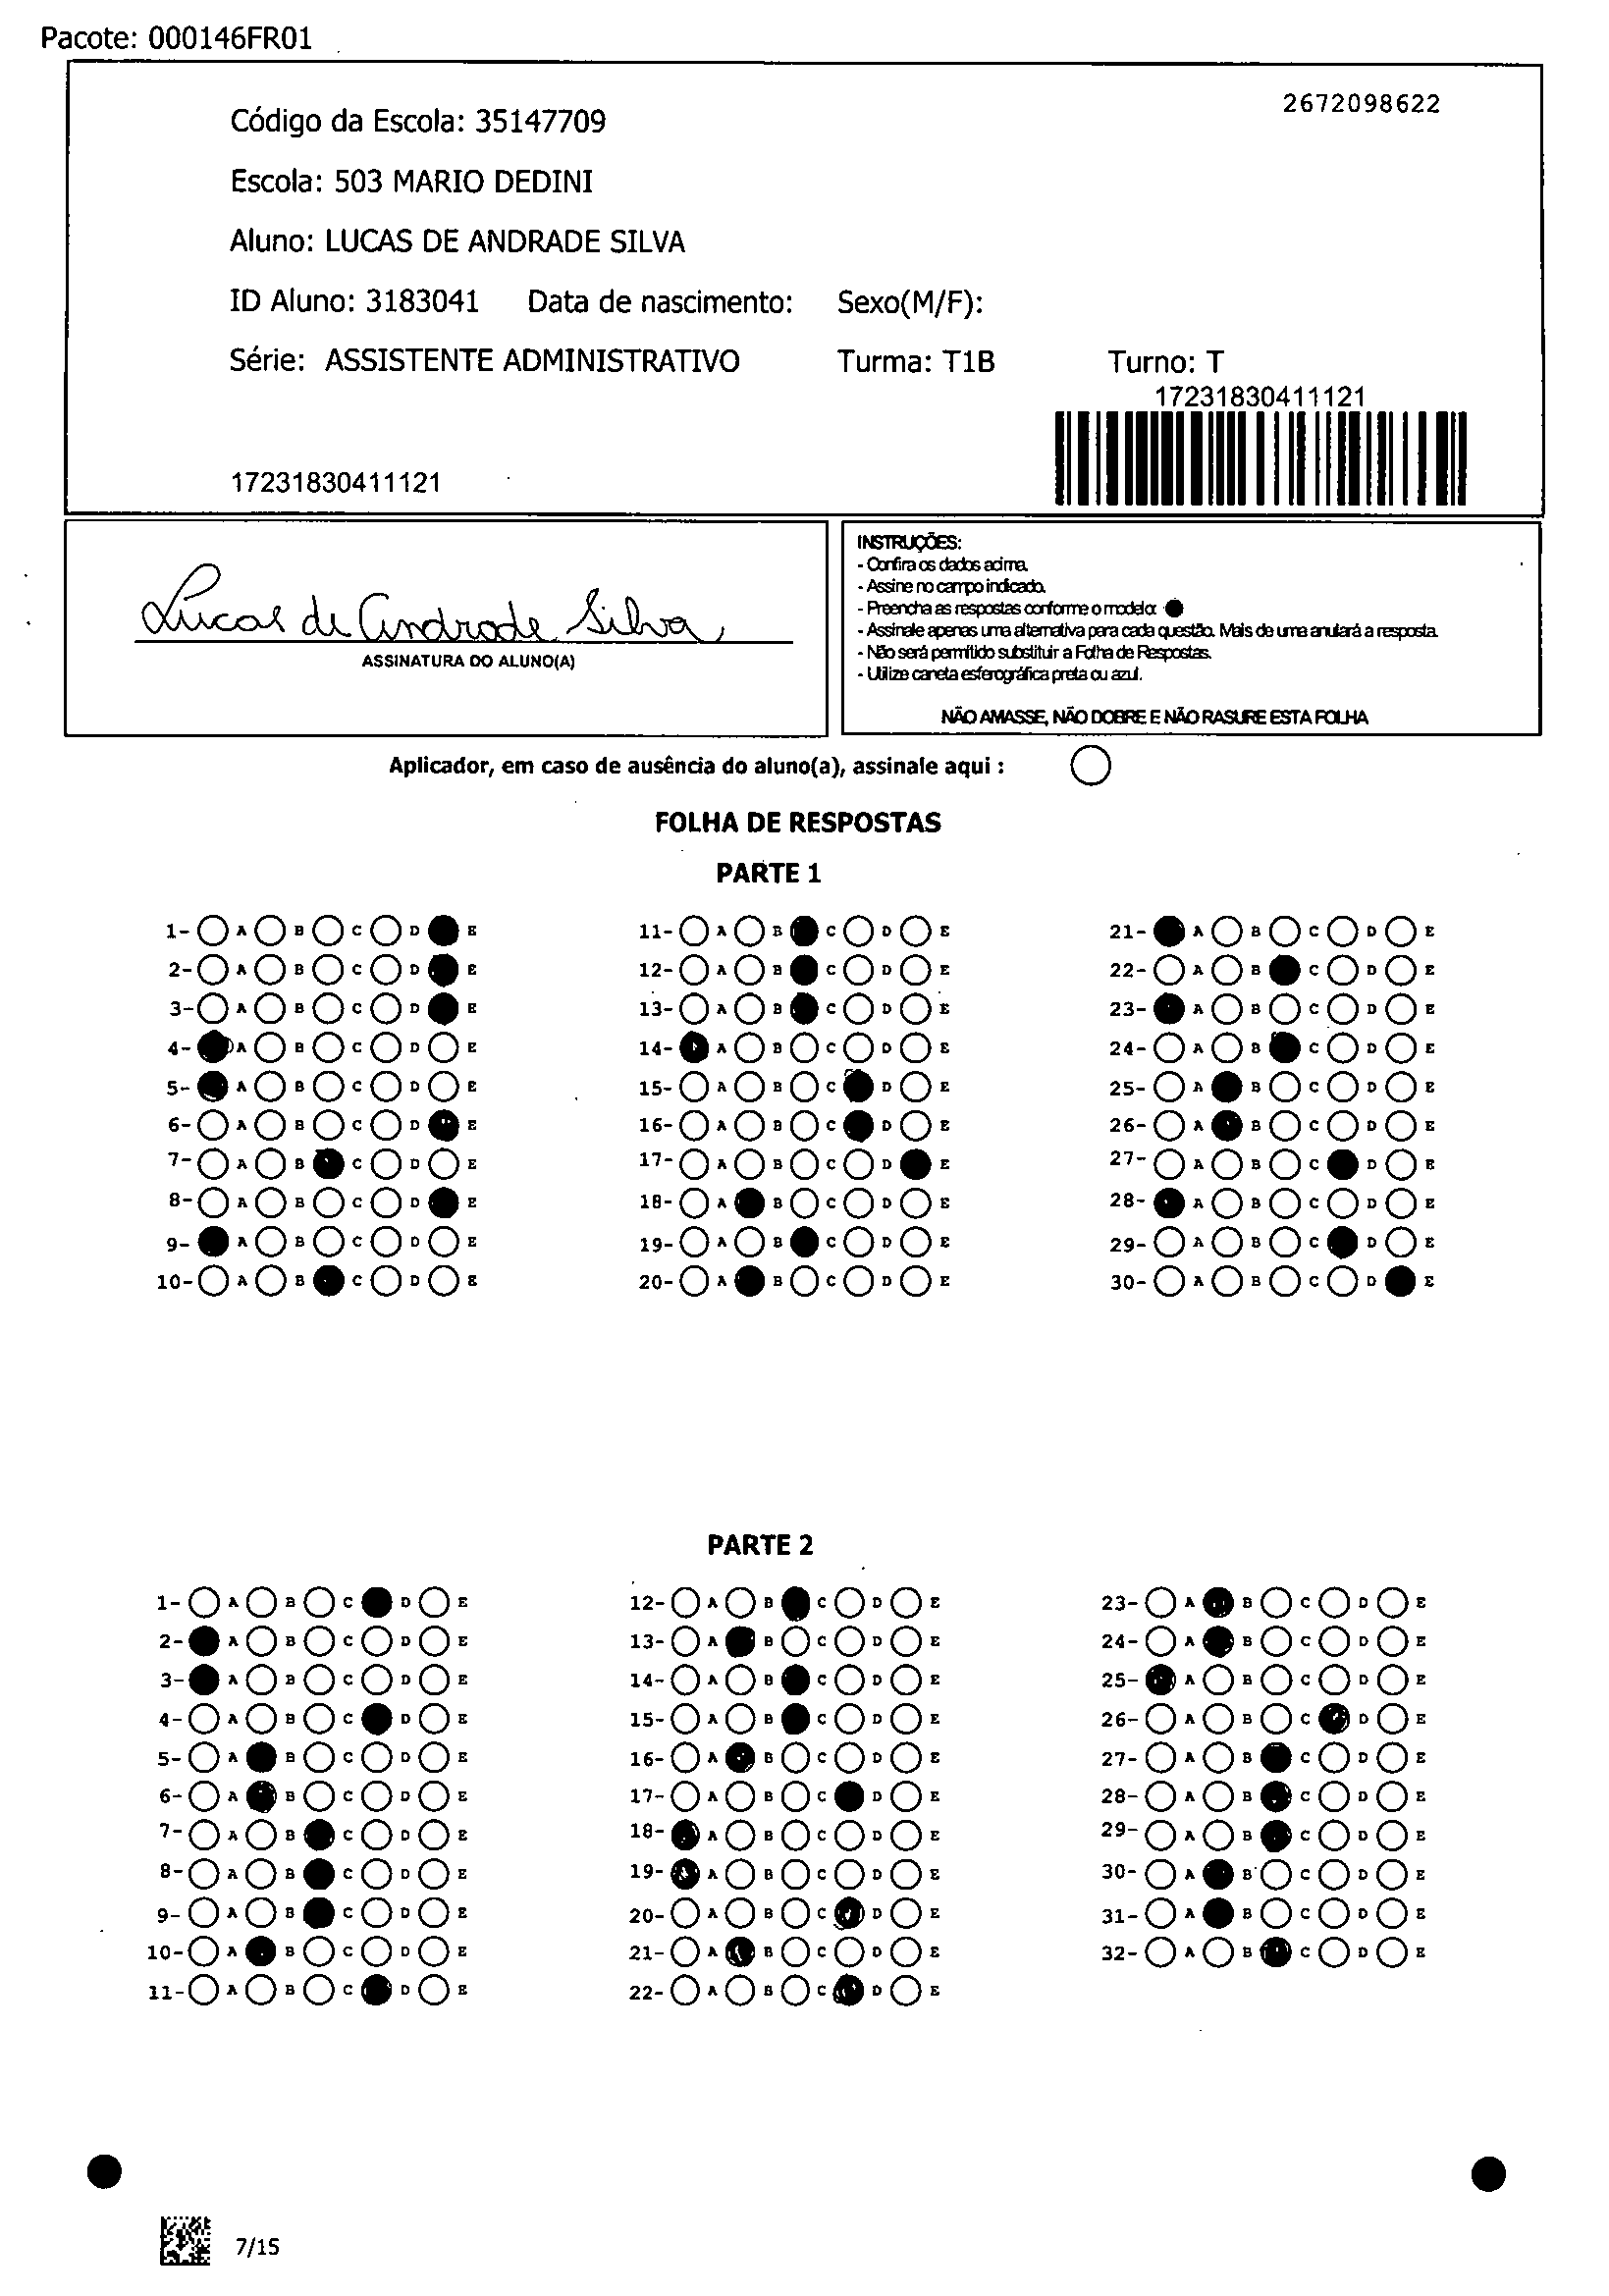 Pacote: 000146FR01
2672098622
Código da Escola: 35147709
Escola: 503 MARIO DEDINI
Aluno: LUCAS DE ANDRADE SILVA
ID Aluno: 3183041 Data de nascimento: Sexo(M/F):
Série: ASSISTENTE ADMINISTRATIVO Turma: T1B Turno: T
17231830411121
17231830411121
Lucas de Andrade Silva
ASSINATURA DO ALUNO(A)
INSTRUÇÕES:
- Confira os dados acima.
- Assine no campo indicado.
- Preencha as respostas conforme o modelo:
- Assinale apenas uma alternativa para cada questão. Mais de uma anulará a resposta.
- Não será permitido substituir a Folha de Respostas.
- Utilize caneta esferográfica preta ou azul.
NÃO AMASSE, NÃO DOBRE E NÃO RASURE ESTA FOLHA
Aplicador, em caso de ausência do aluno(a), assinale aqui :
FOLHA DE RESPOSTAS
PARTE 1
1- A B C D E 11- A B C D E 21- A B C D E
2- A B C D E 12- A B C D E 22- A B C D E
3- A B C D E 13- A B C D E 23- A B C D E
4- A B C D E 14- A B C D E 24- A B C D E
5- A B C D E 15- A B C D E 25- A B C D E
6- A B C D E 16- A B C D E 26- A B C D E
7- A B C D E 17- A B C D E 27- A B C D E
8- A B C D E 18- A B C D E 28- A B C D E
9- A B C D E 19- A B C D E 29- A B C D E
10- A B C D E 20- A B C D E 30- A B C D E
PARTE 2
1- A B C D E 12- A B C D E 23- A B C D E
2- A B C D E 13- A B C D E 24- A B C D E
3- A B C D E 14- A B C D E 25- A B C D E
4- A B C D E 15- A B C D E 26- A B C D E
5- A B C D E 16- A B C D E 27- A B C D E
6- A B C D E 17- A B C D E 28- A B C D E
7- A B C D E 18- A B C D E 29- A B C D E
8- A B C D E 19- A B C D E 30- A B C D E
9- A B C D E 20- A B C D E 31- A B C D E
10- A B C D E 21- A B C D E 32- A B C D E
11- A B C D E 22- A B C D E
7/15